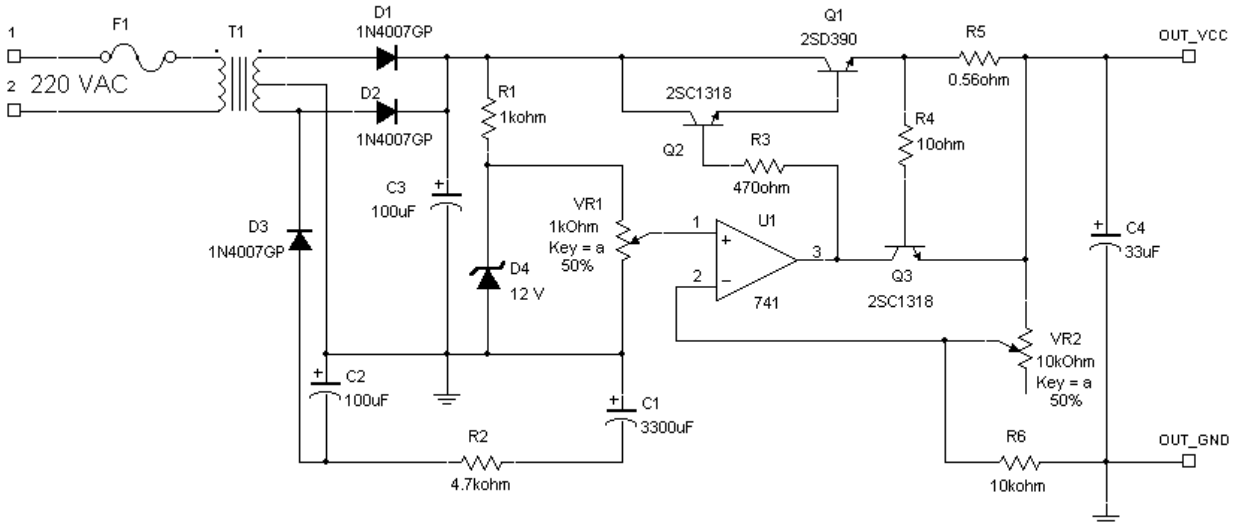 1
F1
T1
D1
1N4007GP
2
220 VAC
D2
1N4007GP
R1
1kohm
Q1
2SD390
R5
0.56ohm
OUT_VCC
2SC1318
Q2
R4
10ohm
R3
470ohm
C3
100uF
+
VR1
1kOhm
Key = a
50%
D3
1N4007GP
D4
12 V
1
U1
+
2
−
741
3
Q3
2SC1318
+
C4
33uF
VR2
10kOhm
Key = a
50%
+
C2
100uF
+
C1
3300uF
R2
4.7kohm
R6
10kohm
OUT_GND